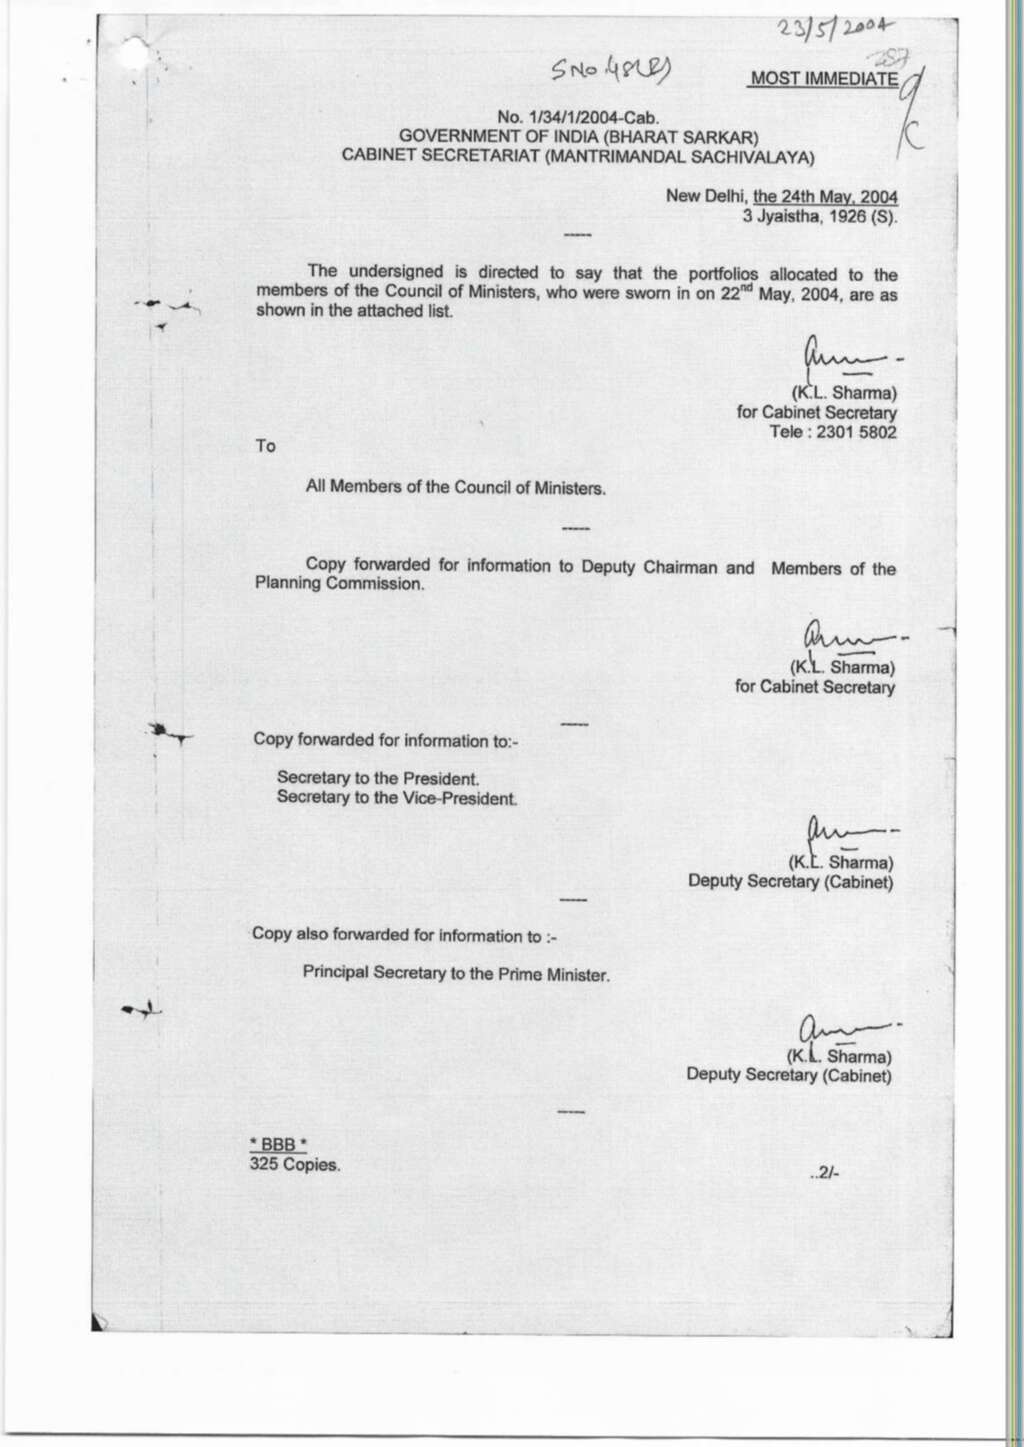 23/5/2004
287
S No. 48(R)
MOST IMMEDIATE
9/c
No. 1/34/1/2004-Cab.
GOVERNMENT OF INDIA (BHARAT SARKAR)
CABINET SECRETARIAT (MANTRIMANDAL SACHIVALAYA)
New Delhi, the 24th May, 2004
3 Jyaistha, 1926 (S).
-----
The undersigned is directed to say that the portfolios allocated to the
members of the Council of Ministers, who were sworn in on 22nd May, 2004, are as
shown in the attached list.
(K.L. Sharma)
for Cabinet Secretary
Tele : 2301 5802
To
All Members of the Council of Ministers.
-----
Copy forwarded for information to Deputy Chairman and Members of the
Planning Commission.
(K.L. Sharma)
for Cabinet Secretary
-----
Copy forwarded for information to:-
Secretary to the President.
Secretary to the Vice-President.
(K.L. Sharma)
Deputy Secretary (Cabinet)
-----
Copy also forwarded for information to :-
Principal Secretary to the Prime Minister.
(K.L. Sharma)
Deputy Secretary (Cabinet)
-----
* BBB *
325 Copies.
..2/-